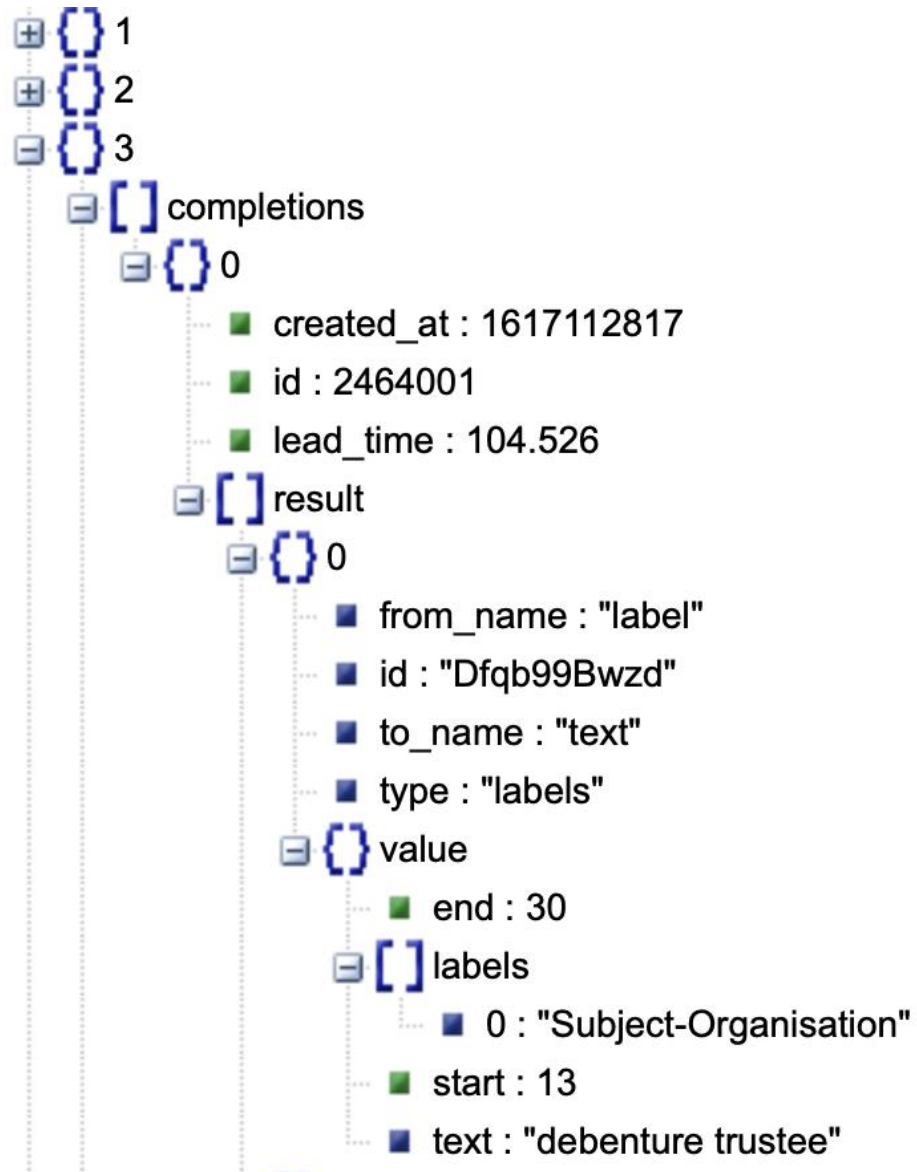 1
2
3
completions
0
created_at : 1617112817
id : 2464001
lead_time : 104.526
result
0
from_name : "label"
id : "Dfqb99Bwzd"
to_name : "text"
type : "labels"
value
end : 30
labels
0 : "Subject-Organisation"
start : 13
text : "debenture trustee"